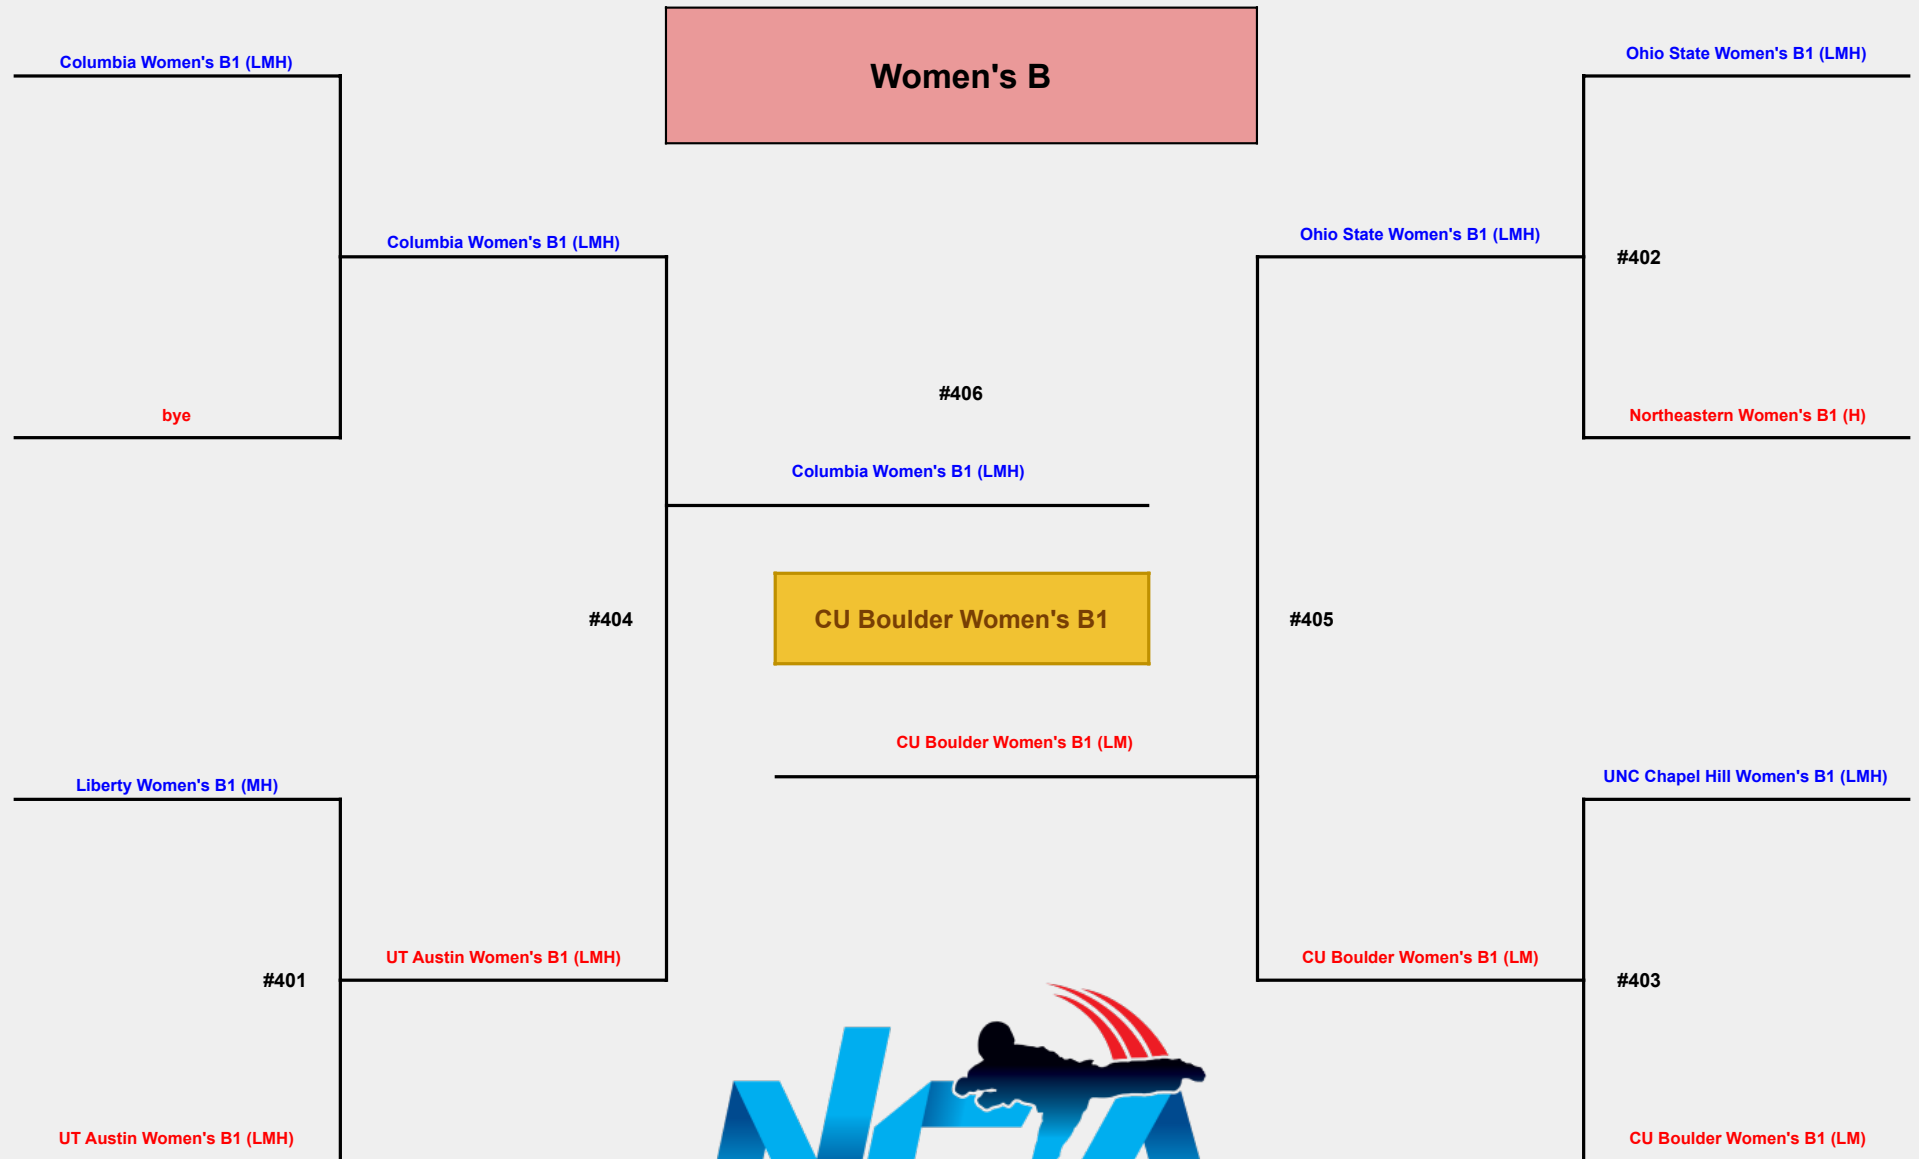 Women's B
Columbia Women's B1 (LMH)
bye
Columbia Women's B1 (LMH)
Liberty Women's B1 (MH)
#401
UT Austin Women's B1 (LMH)
UT Austin Women's B1 (LMH)
#404
#406
Columbia Women's B1 (LMH)
CU Boulder Women's B1
CU Boulder Women's B1 (LM)
#405
Ohio State Women's B1 (LMH)
Ohio State Women's B1 (LMH)
#402
Northeastern Women's B1 (H)
UNC Chapel Hill Women's B1 (LMH)
CU Boulder Women's B1 (LM)
#403
CU Boulder Women's B1 (LM)